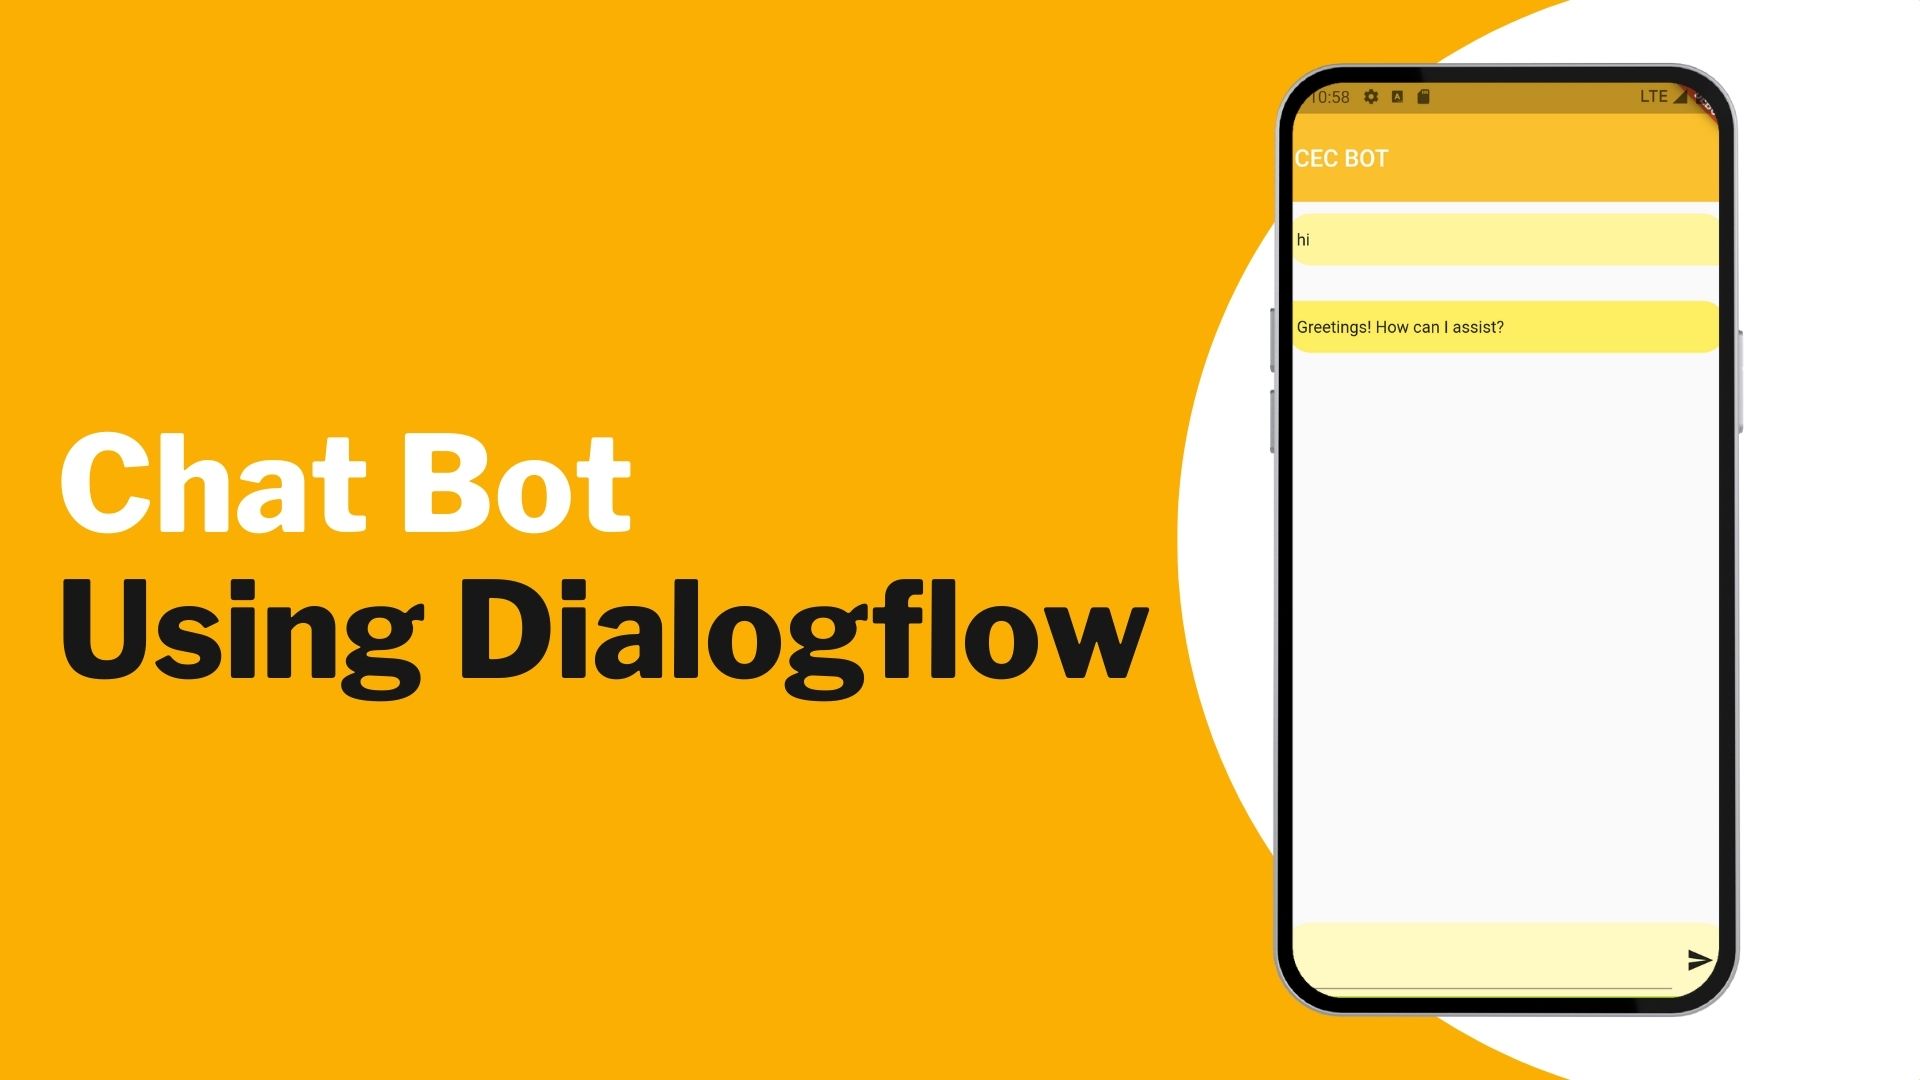 Chat Bot
Using Dialogflow
10:58 LTE
CEC BOT
hi
Greetings! How can I assist?